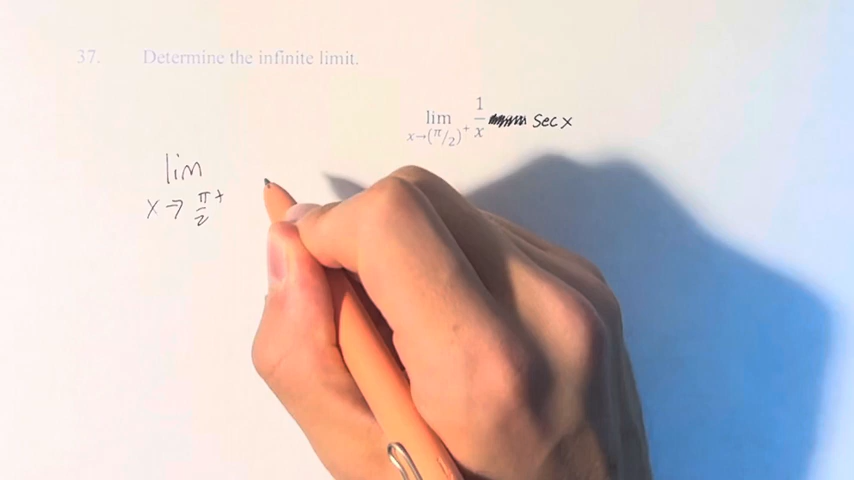 37. Determine the infinite limit.
lim x→(π/2)⁺ 1/x sec x
lim
x → π/2⁺